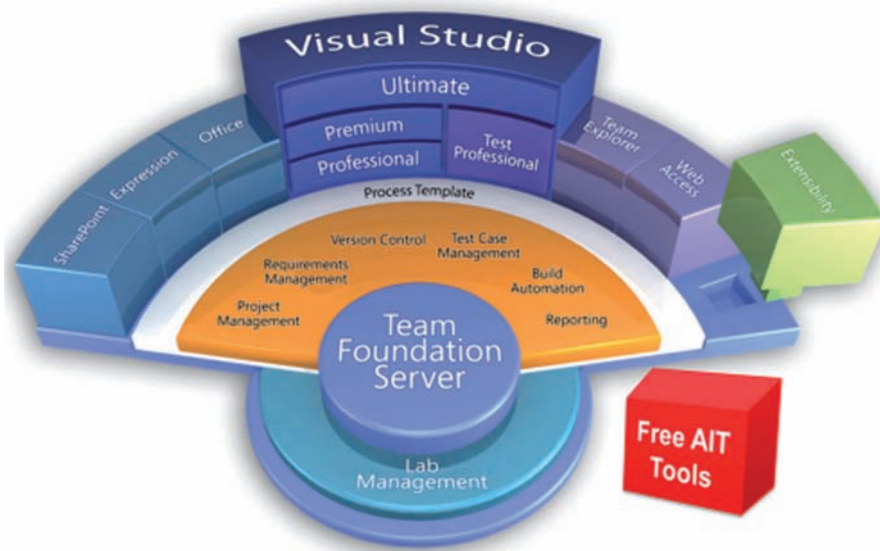 Visual Studio
Ultimate
Premium
Professional
Test
Professional
Office
Expression
SharePoint
Team
Explorer
Web
Access
Extensibility
Process Template
Version Control
Test Case
Management
Requirements
Management
Build
Automation
Project
Management
Reporting
Team
Foundation
Server
Lab
Management
Free AIT
Tools